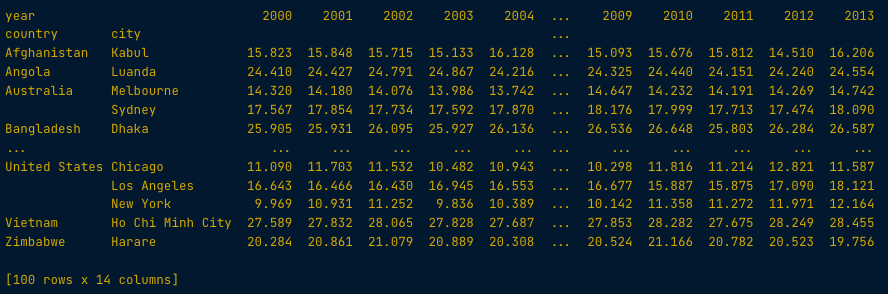 year                               2000    2001    2002    2003    2004  ...    2009    2010    2011    2012    2013
country       city                                                       ...
Afghanistan   Kabul              15.823  15.848  15.715  15.133  16.128  ...  15.093  15.676  15.812  14.510  16.206
Angola        Luanda             24.410  24.427  24.791  24.867  24.216  ...  24.325  24.440  24.151  24.240  24.554
Australia     Melbourne          14.320  14.180  14.076  13.986  13.742  ...  14.647  14.232  14.191  14.269  14.742
              Sydney             17.567  17.854  17.734  17.592  17.870  ...  18.176  17.999  17.713  17.474  18.090
Bangladesh    Dhaka              25.905  25.931  26.095  25.927  26.136  ...  26.536  26.648  25.803  26.284  26.587
...                                 ...     ...     ...     ...     ...  ...     ...     ...     ...     ...     ...
United States Chicago            11.090  11.703  11.532  10.482  10.943  ...  10.298  11.816  11.214  12.821  11.587
              Los Angeles        16.643  16.466  16.430  16.945  16.553  ...  16.677  15.887  15.875  17.090  18.121
              New York            9.969  10.931  11.252   9.836  10.389  ...  10.142  11.358  11.272  11.971  12.164
Vietnam       Ho Chi Minh City   27.589  27.832  28.065  27.828  27.687  ...  27.853  28.282  27.675  28.249  28.455
Zimbabwe      Harare             20.284  20.861  21.079  20.889  20.308  ...  20.524  21.166  20.782  20.523  19.756
[100 rows x 14 columns]